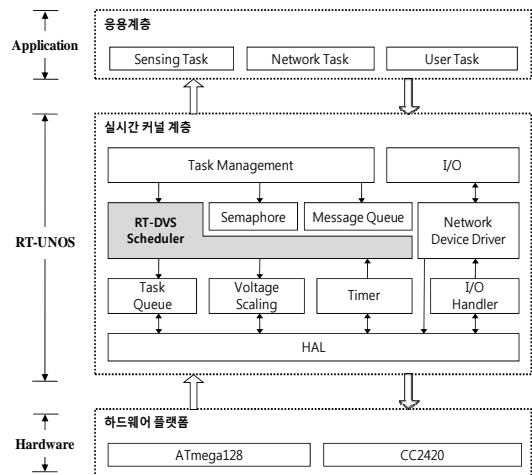 응용계층
Application
Sensing Task
Network Task
User Task
실시간 커널 계층
Task Management
I/O
RT-DVS
Scheduler
Semaphore
Message Queue
Network
Device Driver
RT-UNOS
Task
Queue
Voltage
Scaling
Timer
I/O
Handler
HAL
하드웨어 플랫폼
Hardware
ATmega128
CC2420